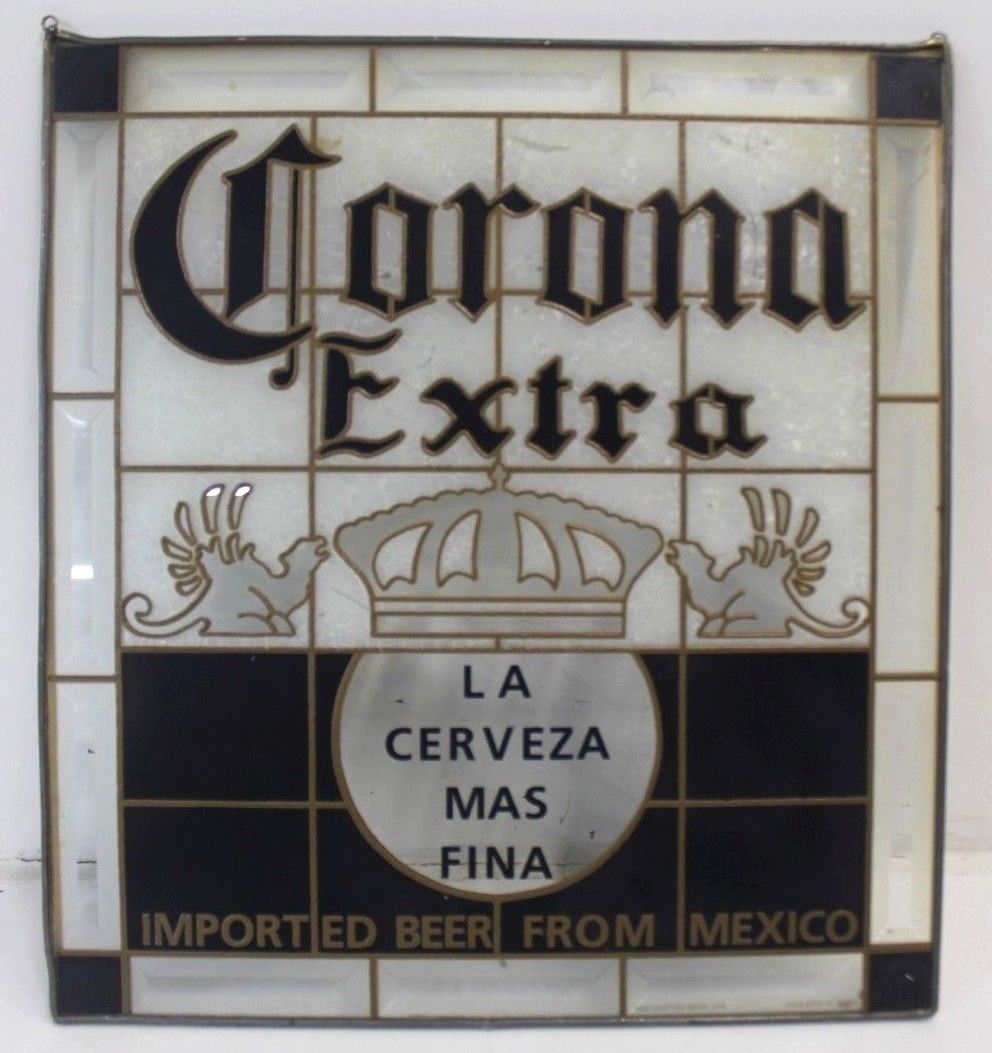 Corona
Extra
LA
CERVEZA
MAS
FINA
IMPORTED BEER FROM MEXICO